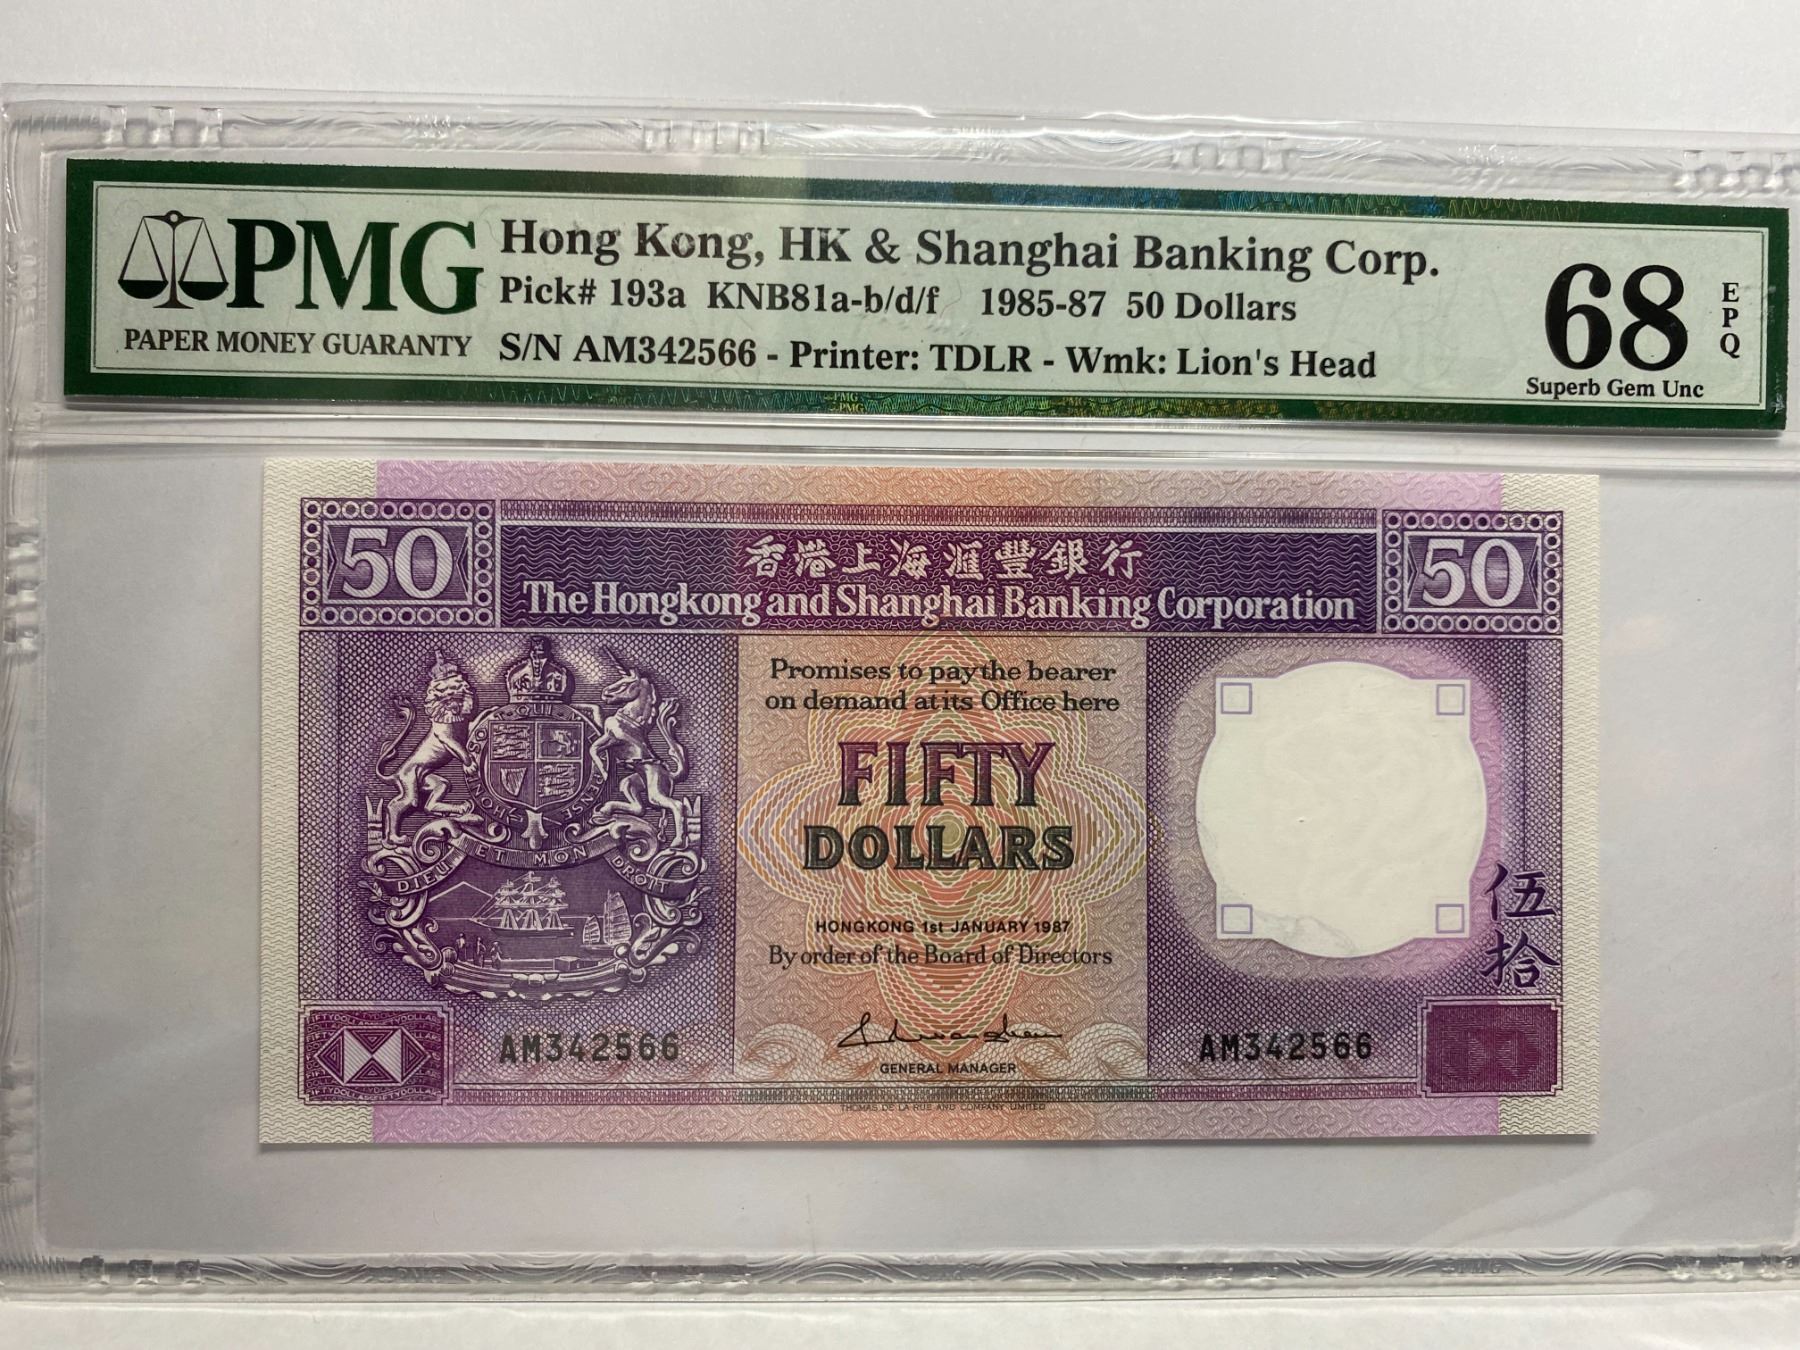 PMG
PAPER MONEY GUARANTY
Hong Kong, HK & Shanghai Banking Corp.
Pick# 193a KNB81a-b/d/f 1985-87 50 Dollars
S/N AM342566 - Printer: TDLR - Wmk: Lion's Head
68
EPQ
Superb Gem Unc
50
香港上海滙豐銀行
The Hongkong and Shanghai Banking Corporation
50
Promises to pay the bearer
on demand at its Office here
FIFTY
DOLLARS
HONGKONG 1st JANUARY 1987
By order of the Board of Directors
GENERAL MANAGER
DIEU ET MON DROIT
伍拾
AM342566
AM342566
THOMAS DE LA RUE AND COMPANY LIMITED